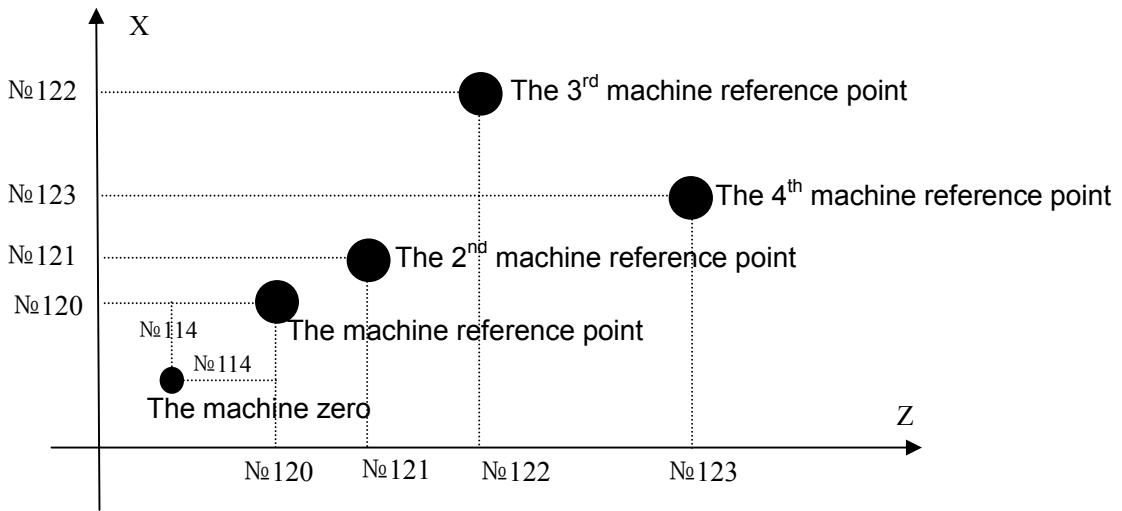 X
№122
The 3rd machine reference point
№123
The 4th machine reference point
№121
The 2nd machine reference point
№120
№114
The machine reference point
№114
The machine zero
Z
№120
№121
№122
№123